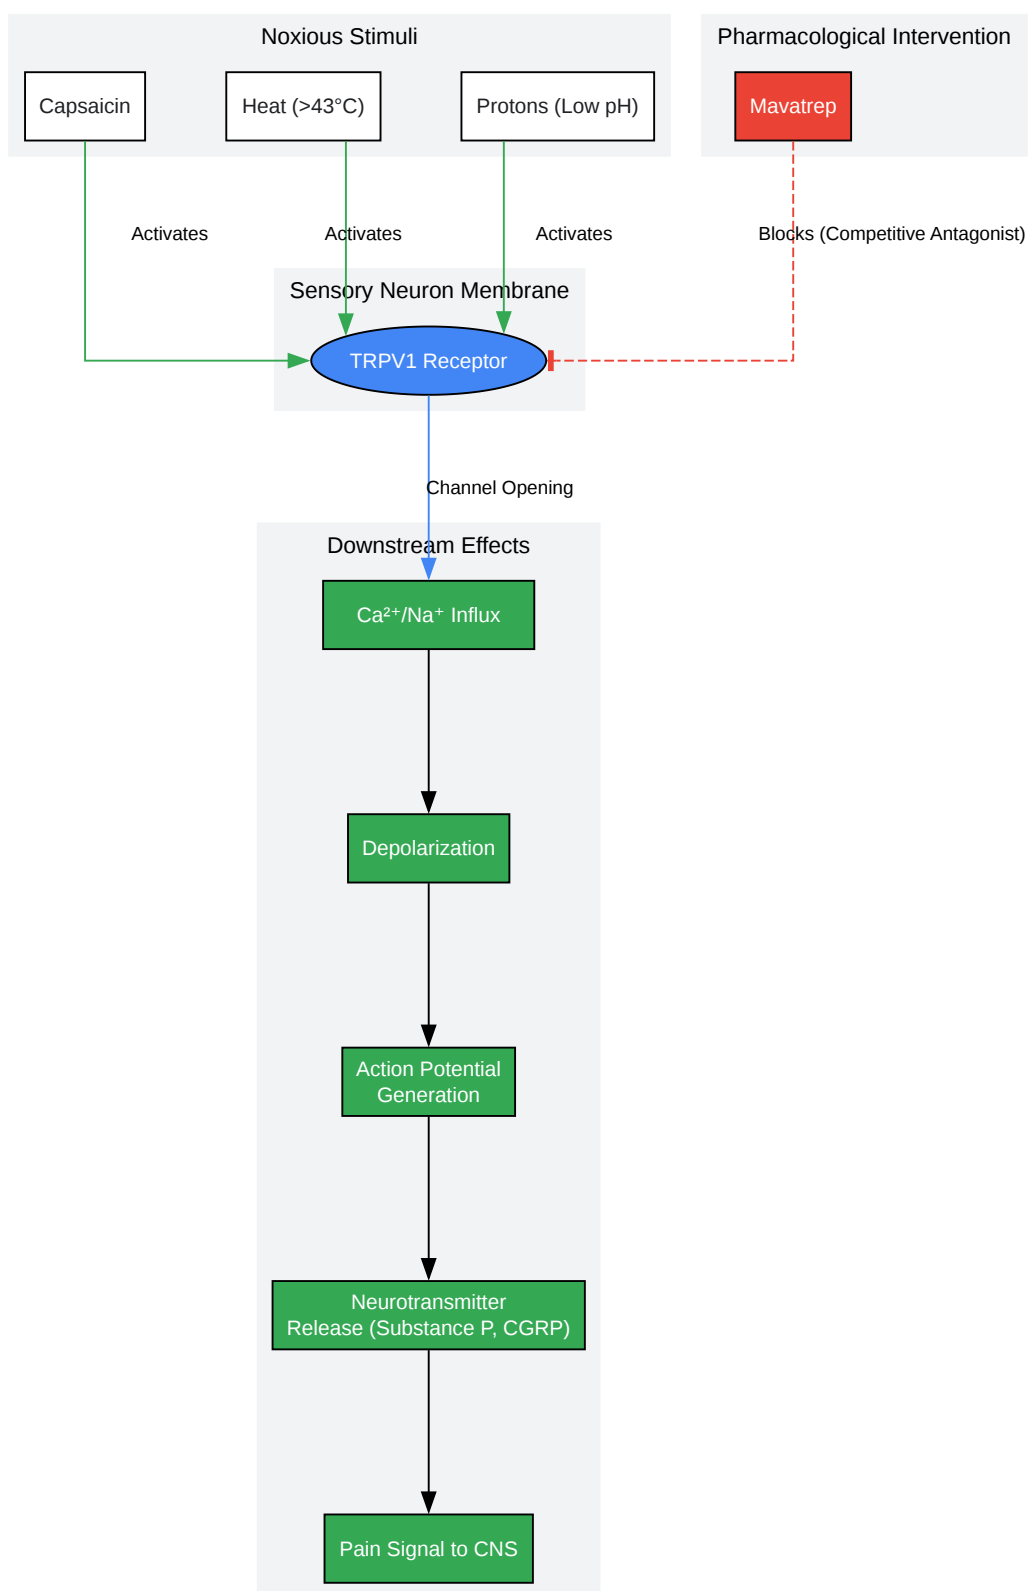 Noxious Stimuli
Pharmacological Intervention
Capsaicin
Heat (>43°C)
Protons (Low pH)
Mavatrep
Activates
Activates
Activates
Blocks (Competitive Antagonist)
Sensory Neuron Membrane
TRPV1 Receptor
Channel Opening
Downstream Effects
Ca²⁺/Na⁺ Influx
Depolarization
Action Potential
Generation
Neurotransmitter
Release (Substance P, CGRP)
Pain Signal to CNS